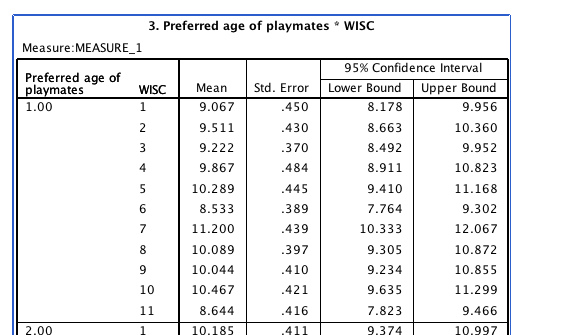 3. Preferred age of playmates * WISC
Measure:MEASURE_1
95% Confidence Interval
Preferred age of
playmates WISC Mean Std. Error Lower Bound Upper Bound
1.00 1 9.067 .450 8.178 9.956
2 9.511 .430 8.663 10.360
3 9.222 .370 8.492 9.952
4 9.867 .484 8.911 10.823
5 10.289 .445 9.410 11.168
6 8.533 .389 7.764 9.302
7 11.200 .439 10.333 12.067
8 10.089 .397 9.305 10.872
9 10.044 .410 9.234 10.855
10 10.467 .421 9.635 11.299
11 8.644 .416 7.823 9.466
2.00 1 10.185 .411 9.374 10.997